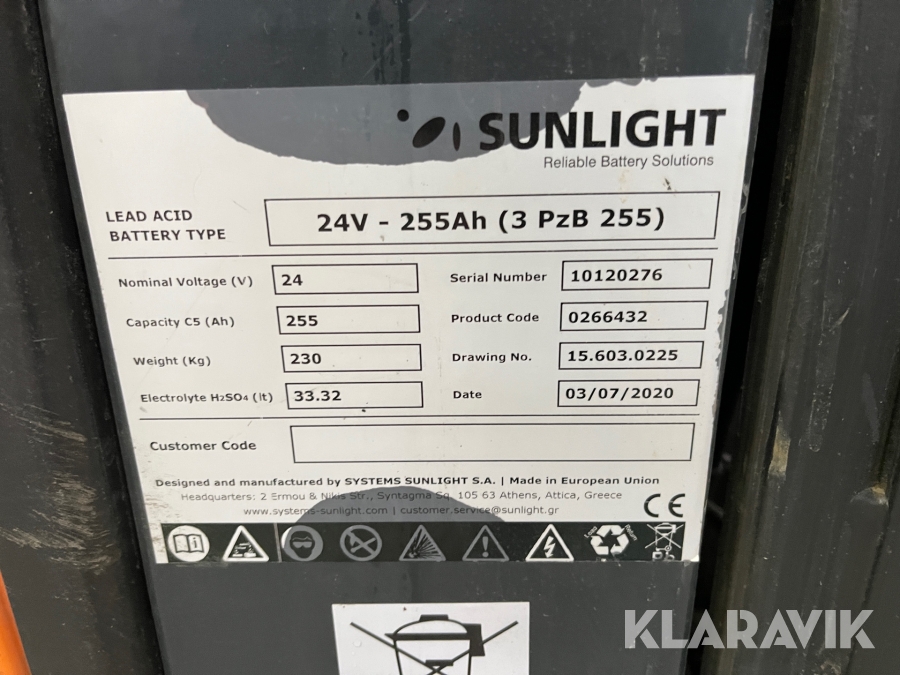 SUNLIGHT
Reliable Battery Solutions
LEAD ACID
BATTERY TYPE
24V - 255Ah (3 PzB 255)
Nominal Voltage (V) 24
Serial Number 10120276
Capacity C5 (Ah) 255
Product Code 0266432
Weight (Kg) 230
Drawing No. 15.603.0225
Electrolyte H2SO4 (lt) 33.32
Date 03/07/2020
Customer Code
Designed and manufactured by SYSTEMS SUNLIGHT S.A. | Made in European Union
Headquarters: 2 Ermou & Nikis Str., Syntagma Sq. 105 63 Athens, Attica, Greece
www.systems-sunlight.com | customer.service@sunlight.gr
CE
Pb
KLARAVIK